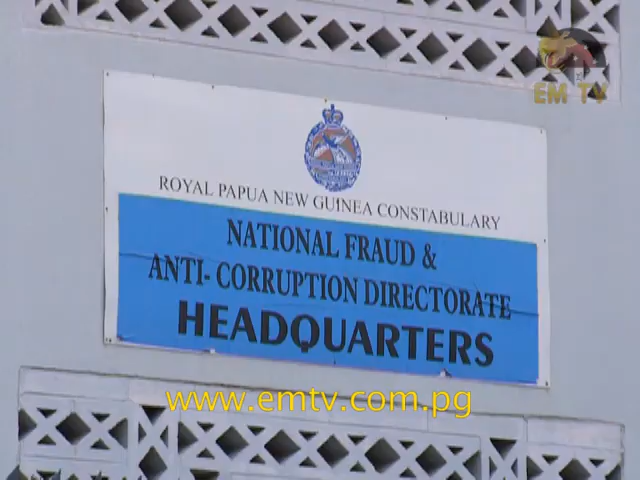 EM TV
ROYAL PAPUA NEW GUINEA CONSTABULARY
NATIONAL FRAUD &
ANTI- CORRUPTION DIRECTORATE
HEADQUARTERS
www.emtv.com.pg